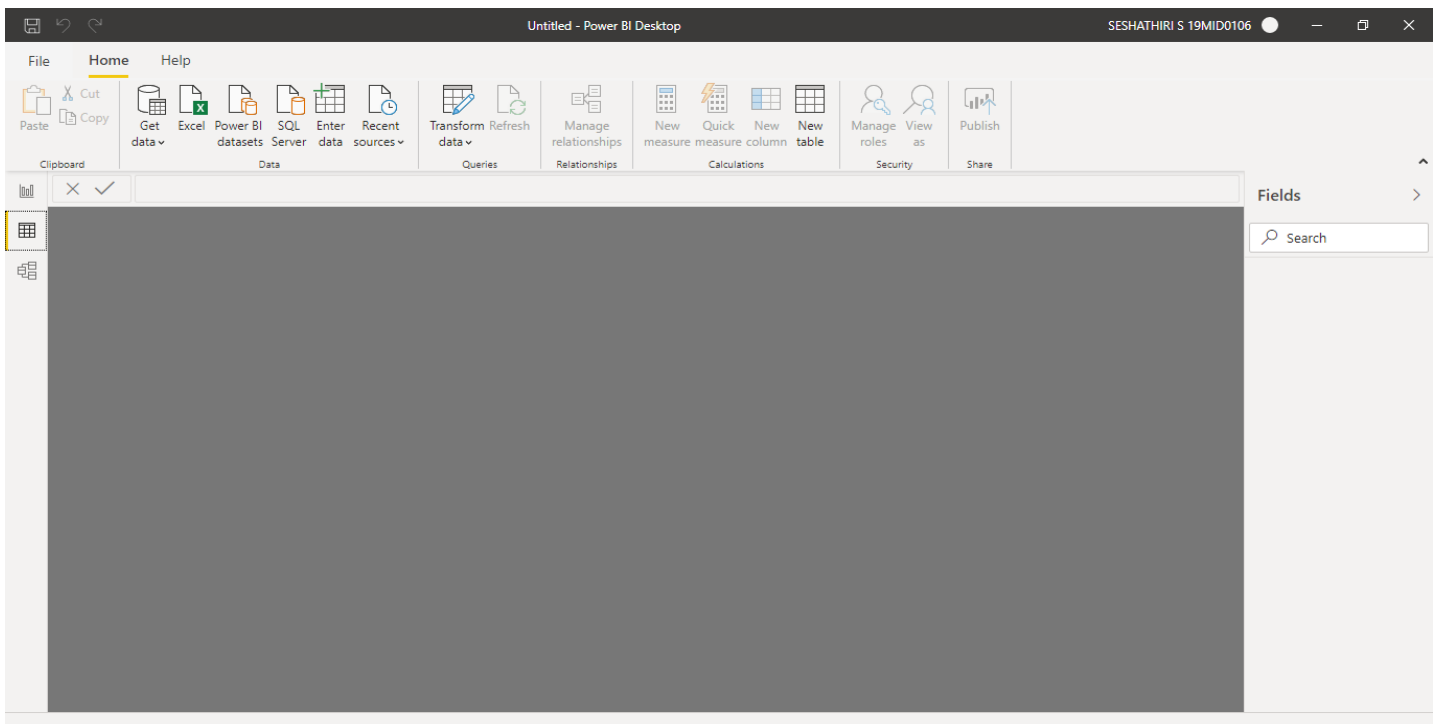 Untitled - Power BI Desktop
SESHATHIRI S 19MID0106
File Home Help
Paste
Cut
Copy
Clipboard
Get data
Excel
Power BI datasets
SQL Server
Enter data
Recent sources
Data
Transform data
Refresh
Queries
Manage relationships
Relationships
New measure
Quick measure
New column
New table
Calculations
Manage roles
View as
Security
Publish
Share
Fields
Search